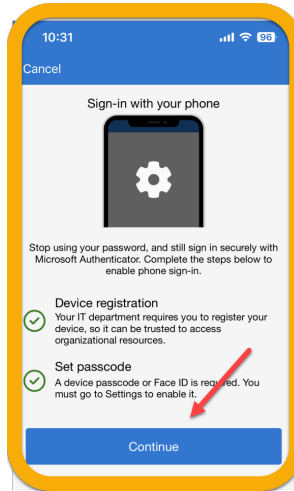 10:31
96
Cancel
Sign-in with your phone
Stop using your password, and still sign in securely with
Microsoft Authenticator. Complete the steps below to
enable phone sign-in.
Device registration
Your IT department requires you to register your
device, so it can be trusted to access
organizational resources.
Set passcode
A device passcode or Face ID is required. You
must go to Settings to enable it.
Continue